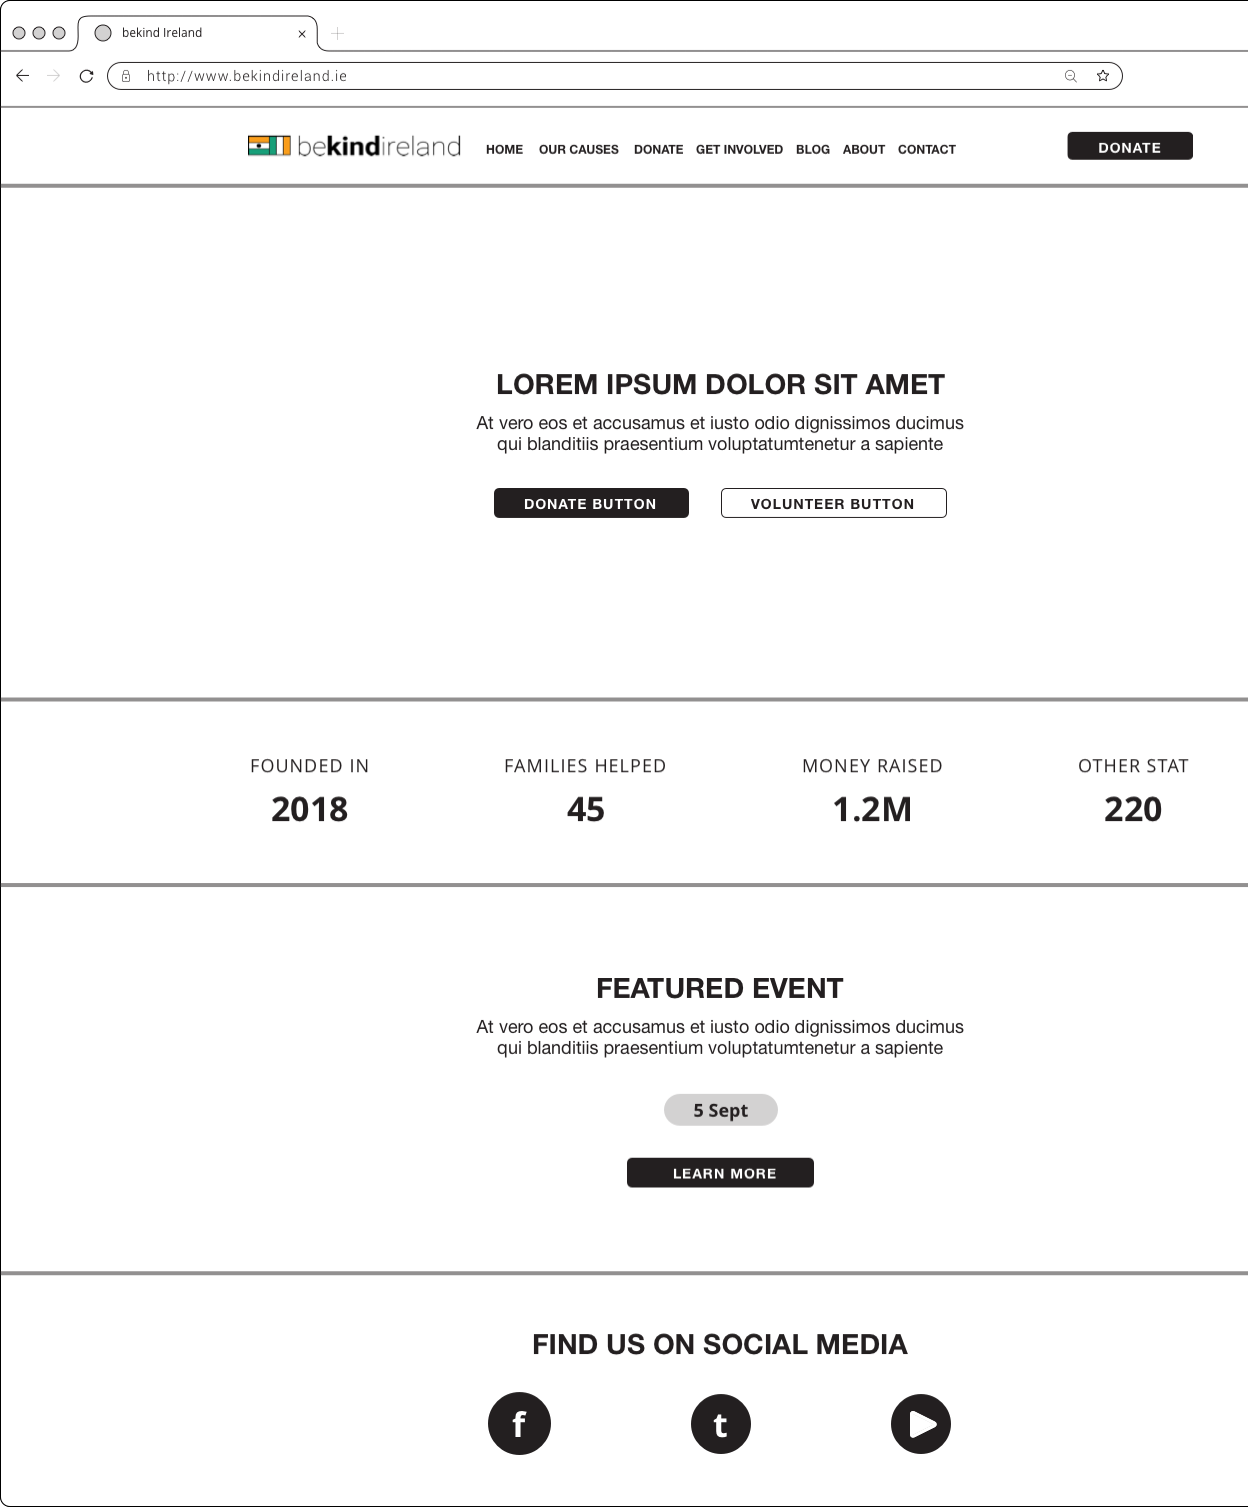 bekind Ireland
http://www.bekindireland.ie
bekindireland HOME OUR CAUSES DONATE GET INVOLVED BLOG ABOUT CONTACT DONATE
LOREM IPSUM DOLOR SIT AMET
At vero eos et accusamus et iusto odio dignissimos ducimus
qui blanditiis praesentium voluptatumtenetur a sapiente
DONATE BUTTON VOLUNTEER BUTTON
FOUNDED IN FAMILIES HELPED MONEY RAISED OTHER STAT
2018 45 1.2M 220
FEATURED EVENT
At vero eos et accusamus et iusto odio dignissimos ducimus
qui blanditiis praesentium voluptatumtenetur a sapiente
5 Sept
LEARN MORE
FIND US ON SOCIAL MEDIA
f t